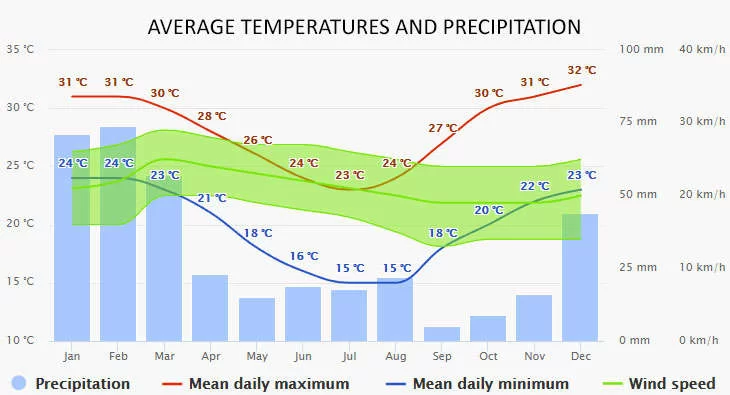 AVERAGE TEMPERATURES AND PRECIPITATION
35 °C 100 mm 40 km/h
31 °C 31 °C 30 °C 28 °C 26 °C 24 °C 23 °C 24 °C 27 °C 30 °C 31 °C 32 °C
30 °C 75 mm 30 km/h
25 °C 50 mm 20 km/h
24 °C 24 °C 23 °C 21 °C 18 °C 16 °C 15 °C 15 °C 18 °C 20 °C 22 °C 23 °C
20 °C
15 °C 25 mm 10 km/h
10 °C 0 mm 0 km/h
Jan Feb Mar Apr May Jun Jul Aug Sep Oct Nov Dec
Precipitation Mean daily maximum Mean daily minimum Wind speed